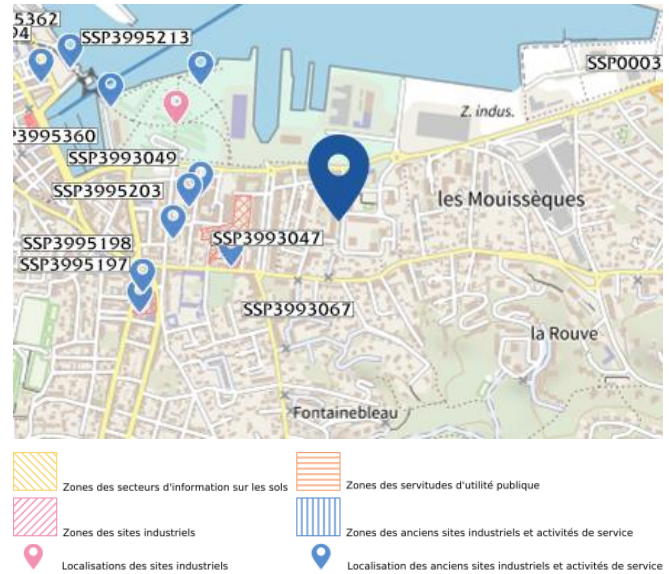 5362
94
SSP3995213
SSP0003
Z. indus.
P3995360
SSP3993049
SSP3995203
les Mouissèques
SSP3993047
SSP3995198
SSP3995197
SSP3993067
la Rouve
Fontainebleau
Zones des secteurs d'information sur les sols
Zones des servitudes d'utilité publique
Zones des sites industriels
Zones des anciens sites industriels et activités de service
Localisations des sites industriels
Localisation des anciens sites industriels et activités de service